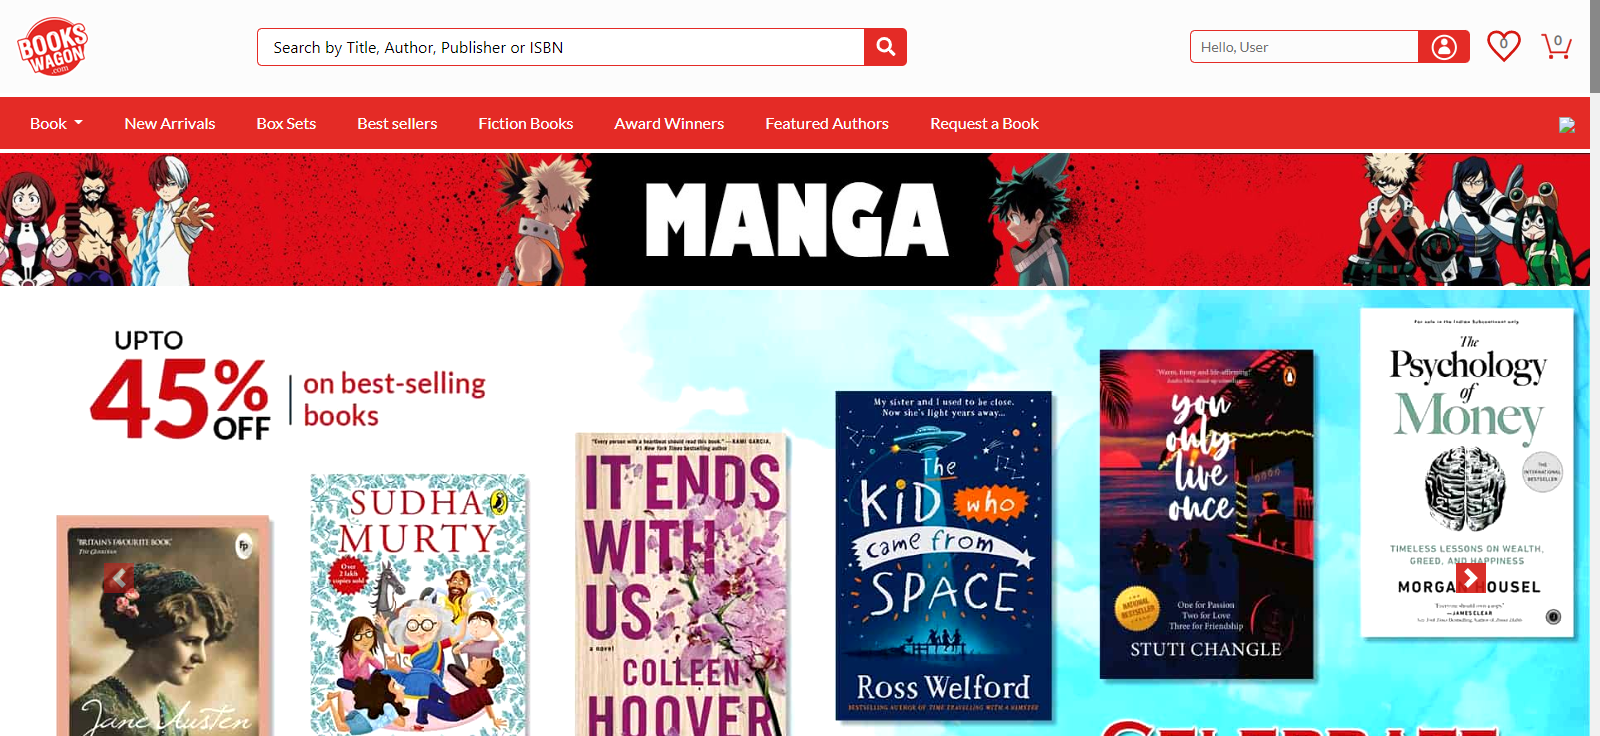 BOOKS
WAGON
.com
Search by Title, Author, Publisher or ISBN
Hello, User
0
0
Book
New Arrivals
Box Sets
Best sellers
Fiction Books
Award Winners
Featured Authors
Request a Book
MANGA
UPTO
45%
OFF
on best-selling
books
'BRITAIN'S FAVOURITE BOOK'
The Guardian
Fp
Jane Austen
SUDHA
MURTY
Over
2 lakh
copies sold
"Every person with a heartbeat should read this book." —KAMI GARCIA,
#1 New York Times bestselling author
IT ENDS
WITH
US
a novel
COLLEEN
HOOVER
My sister and I used to be close.
Now she's light years away...
The
KID who
came from
SPACE
Ross Welford
BESTSELLING AUTHOR OF TIME TRAVELLING WITH A HAMSTER
'Warm, funny and life-affirming'
you
only
live
once
NATIONAL
BESTSELLER
One for Passion
Two for Love
Three for Friendship
STUTI CHANGLE
For sale in the Indian Subcontinent only
The
Psychology
of
Money
THE
INTERNATIONAL
BESTSELLER
TIMELESS LESSONS ON WEALTH,
GREED, AND HAPPINESS
MORGA HOUSEL
'Everyone should own a copy.'
—JAMES CLEAR
CELEBRATE